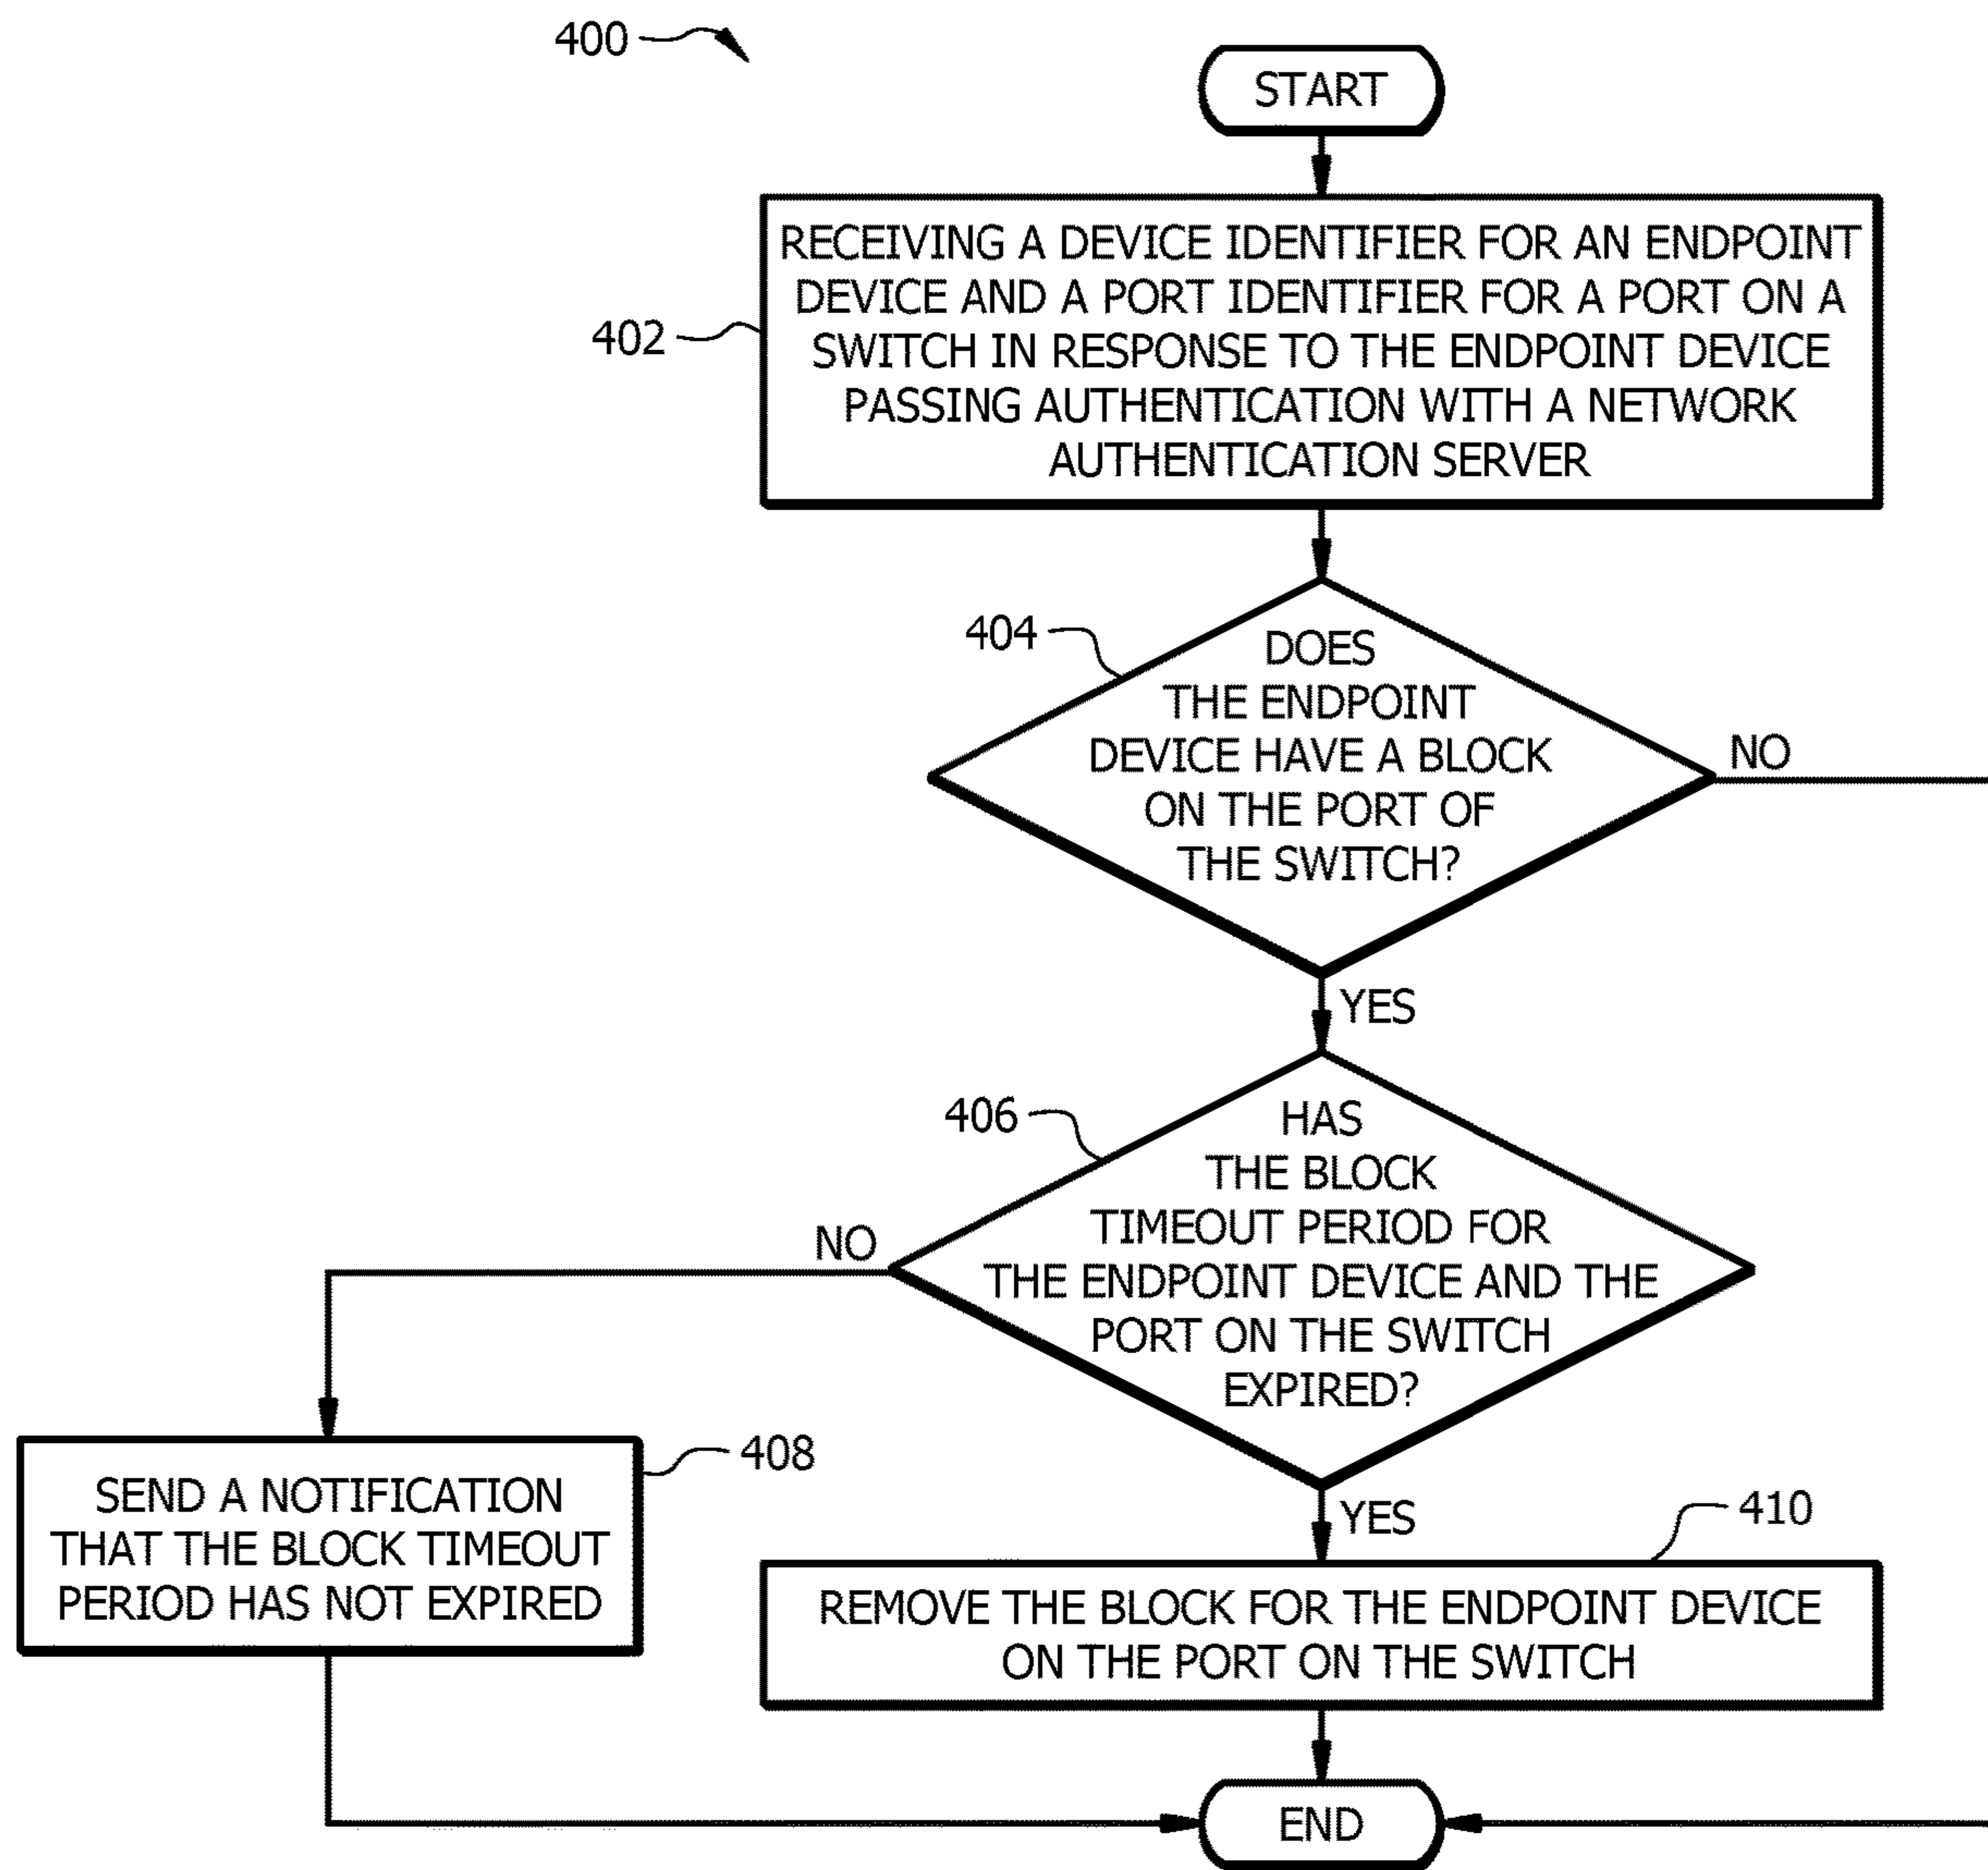 400
START
RECEIVING A DEVICE IDENTIFIER FOR AN ENDPOINT
DEVICE AND A PORT IDENTIFIER FOR A PORT ON A
SWITCH IN RESPONSE TO THE ENDPOINT DEVICE
PASSING AUTHENTICATION WITH A NETWORK
AUTHENTICATION SERVER
402
404
DOES
THE ENDPOINT
DEVICE HAVE A BLOCK
ON THE PORT OF
THE SWITCH?
NO
YES
406
HAS
THE BLOCK
TIMEOUT PERIOD FOR
THE ENDPOINT DEVICE AND THE
PORT ON THE SWITCH
EXPIRED?
NO
YES
408
SEND A NOTIFICATION
THAT THE BLOCK TIMEOUT
PERIOD HAS NOT EXPIRED
410
REMOVE THE BLOCK FOR THE ENDPOINT DEVICE
ON THE PORT ON THE SWITCH
END